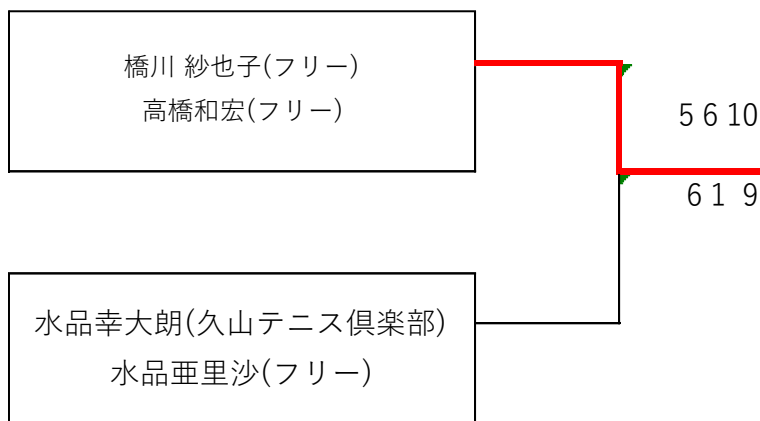 橋川 紗也子(フリー)
高橋和宏(フリー)
5 6 10
6 1 9
水品幸大朗(久山テニス倶楽部)
水品亜里沙(フリー)